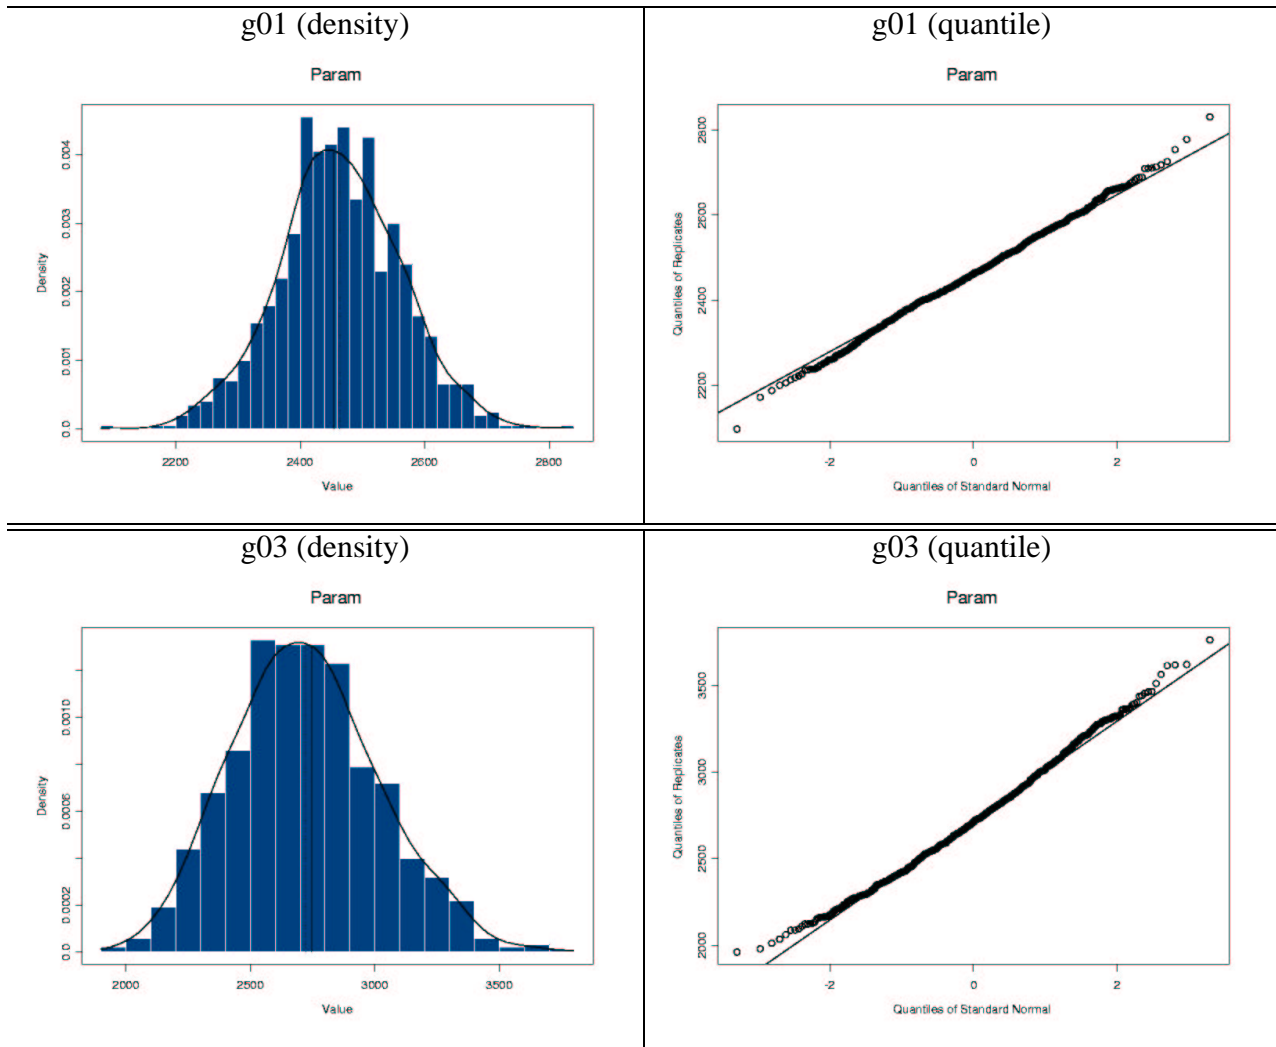 g01 (density)
Param
Density
0.0
0.001
0.002
0.003
0.004
2200 2400 2600 2800
Value
g01 (quantile)
Param
Quantiles of Replicates
2200
2400
2600
2800
-2 0 2
Quantiles of Standard Normal
g03 (density)
Param
Density
0.0
0.0002
0.0006
0.0010
2000 2500 3000 3500
Value
g03 (quantile)
Param
Quantiles of Replicates
2000
2500
3000
3500
-2 0 2
Quantiles of Standard Normal